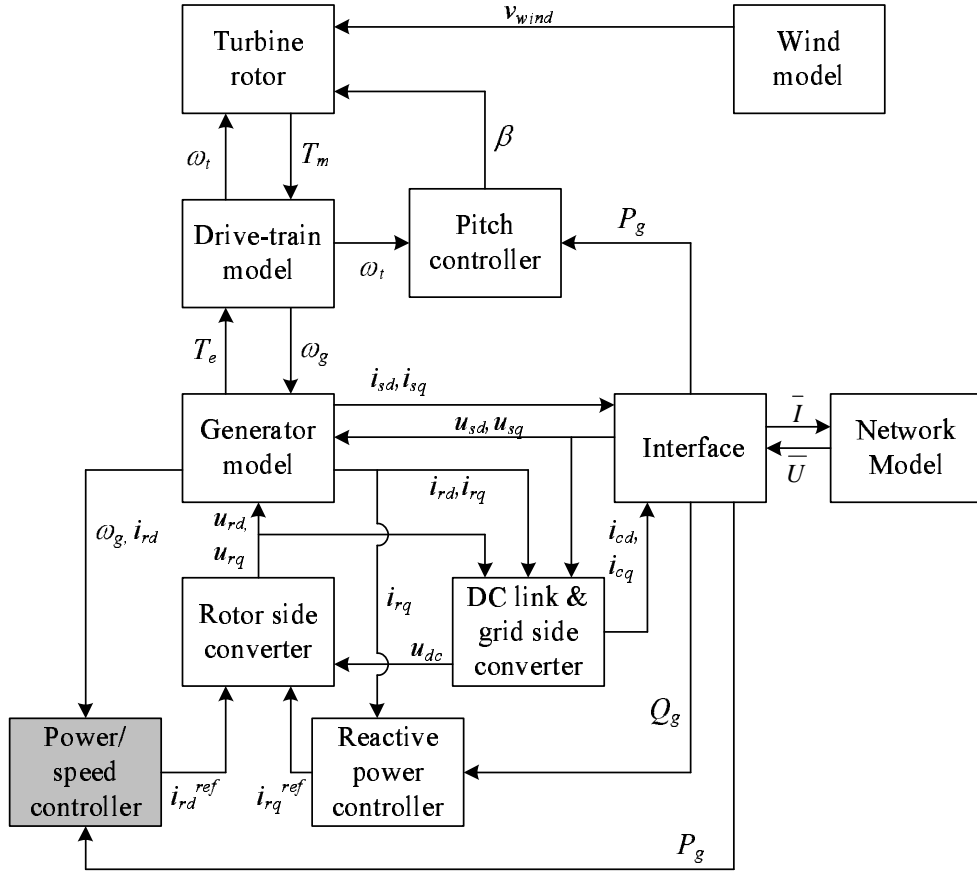 v_wind
Turbine
rotor
Wind
model
ω_t
T_m
β
Drive-train
model
ω_t
Pitch
controller
P_g
T_e
ω_g
i_sd, i_sq
Generator
model
u_sd, u_sq
Interface
I̅
U̅
Network
Model
i_rd, i_rq
ω_g, i_rd
u_rd,
u_rq
i_rq
i_cd,
i_cq
Rotor side
converter
DC link &
grid side
converter
u_dc
Q_g
Power/
speed
controller
i_rd^ref
i_rq^ref
Reactive
power
controller
P_g